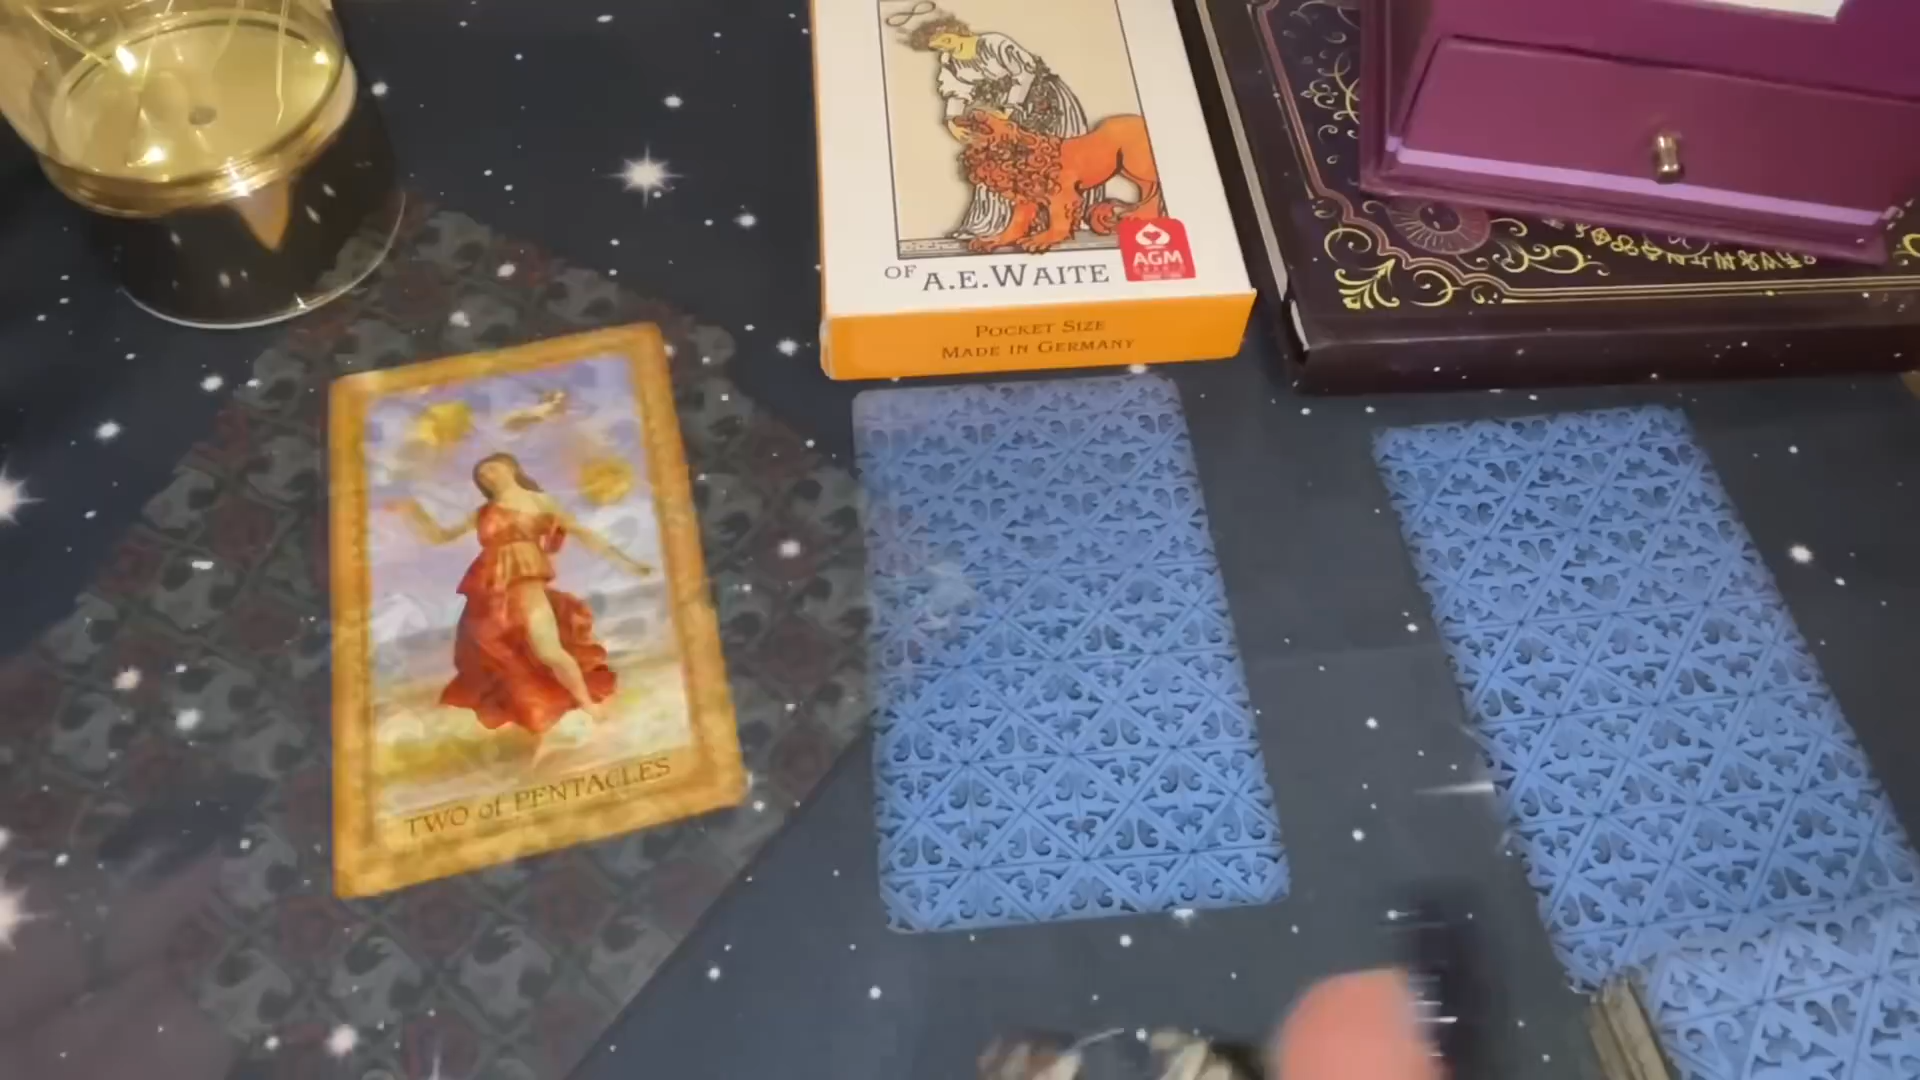 OF A.E.WAITE
AGM
POCKET SIZE
MADE IN GERMANY
TWO of PENTACLES